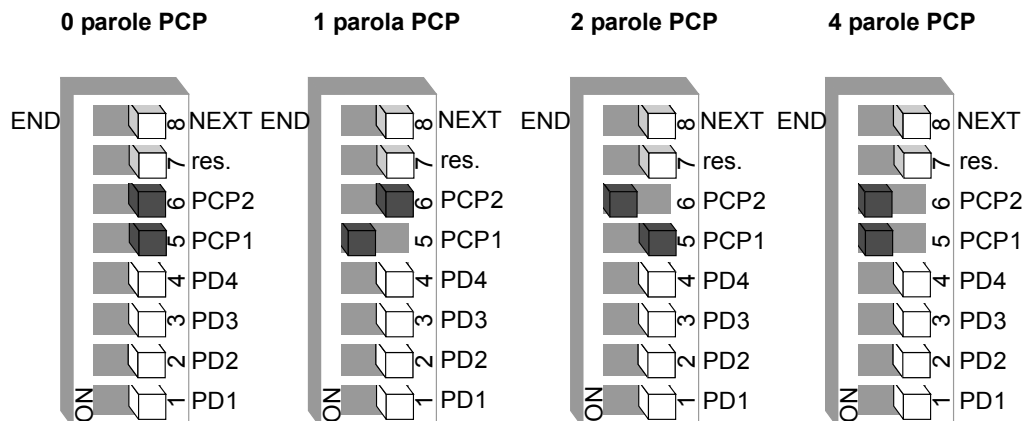 0 parole PCP
END
8 NEXT
7 res.
6 PCP2
5 PCP1
4 PD4
3 PD3
2 PD2
ON
1 PD1
1 parola PCP
END
8 NEXT
7 res.
6 PCP2
5 PCP1
4 PD4
3 PD3
2 PD2
ON
1 PD1
2 parole PCP
END
8 NEXT
7 res.
6 PCP2
5 PCP1
4 PD4
3 PD3
2 PD2
ON
1 PD1
4 parole PCP
END
8 NEXT
7 res.
6 PCP2
5 PCP1
4 PD4
3 PD3
2 PD2
ON
1 PD1